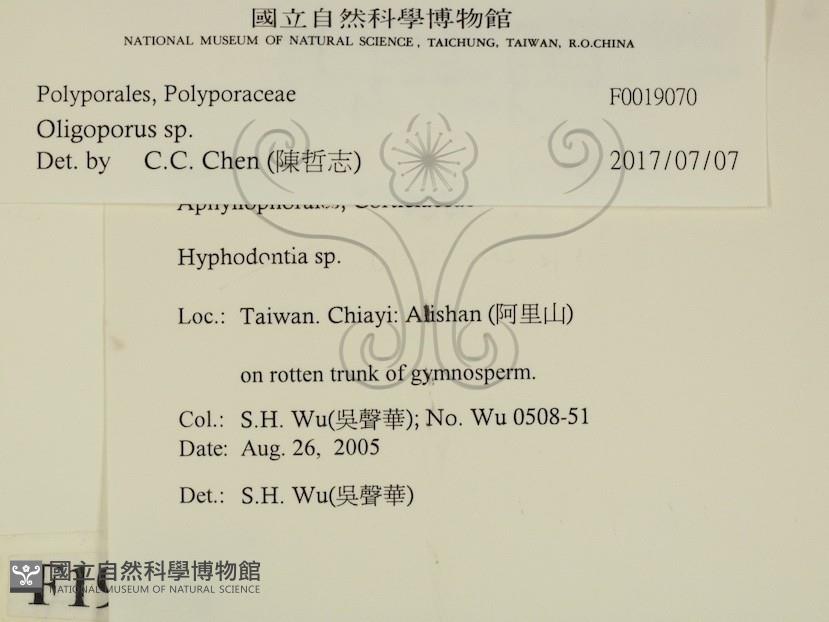 國立自然科學博物館
NATIONAL MUSEUM OF NATURAL SCIENCE, TAICHUNG, TAIWAN, R.O.CHINA
Polyporales, Polyporaceae F0019070
Oligoporus sp.
Det. by C.C. Chen (陳哲志) 2017/07/07
Hyphodontia sp.
Loc.: Taiwan. Chiayi: Alishan (阿里山)
on rotten trunk of gymnosperm.
Col.: S.H. Wu(吳聲華); No. Wu 0508-51
Date: Aug. 26, 2005
Det.: S.H. Wu(吳聲華)
國立自然科學博物館
NATIONAL MUSEUM OF NATURAL SCIENCE